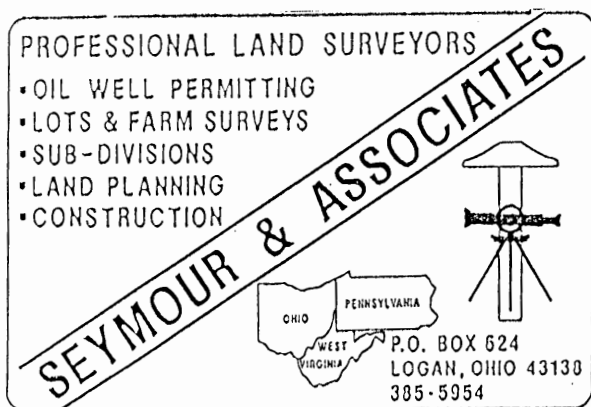 PROFESSIONAL LAND SURVEYORS
▪OIL WELL PERMITTING
▪LOTS & FARM SURVEYS
▪SUB-DIVISIONS
▪LAND PLANNING
▪CONSTRUCTION
SEYMOUR & ASSOCIATES
OHIO
PENNSYLVANIA
WEST
VIRGINIA
P.O. BOX 624
LOGAN, OHIO 43138
385-5954